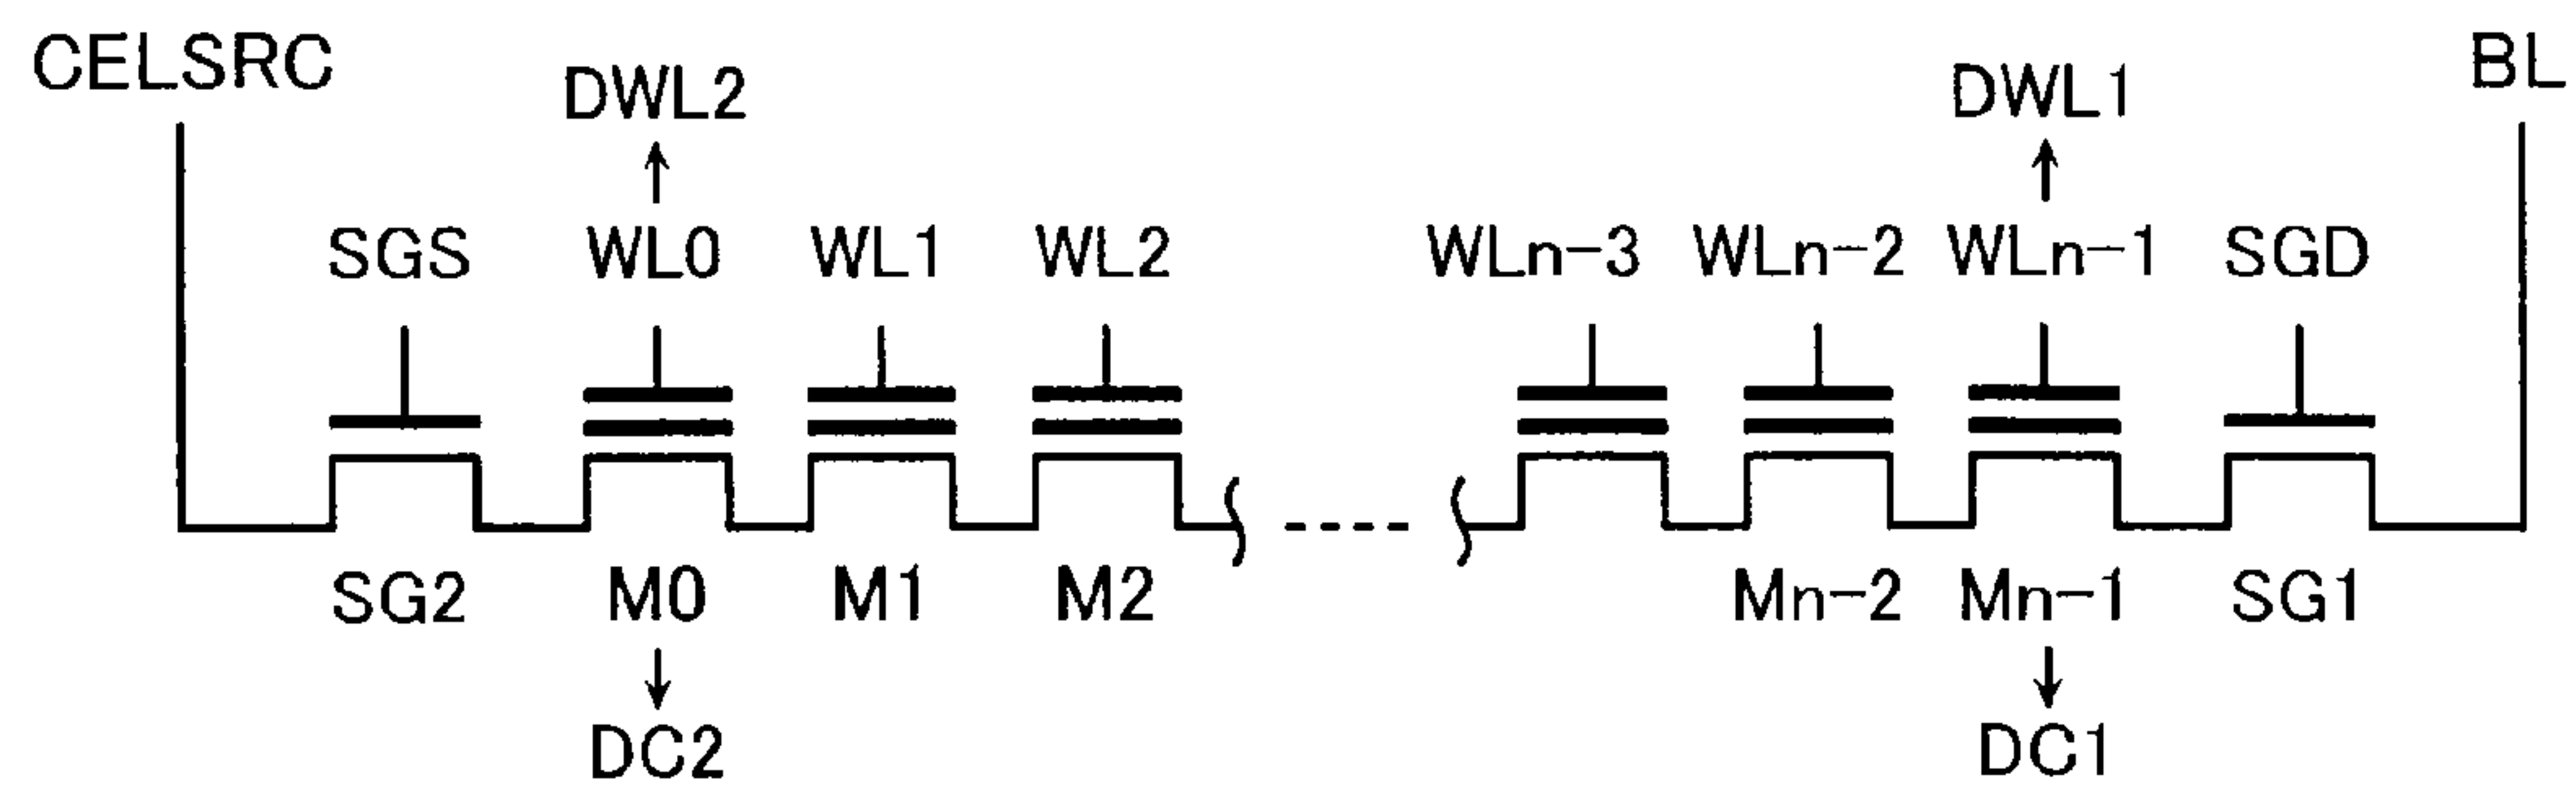 CELSRC BL
DWL2 DWL1
SGS WL0 WL1 WL2 WLn-3 WLn-2 WLn-1 SGD
SG2 M0 M1 M2 Mn-2 Mn-1 SG1
DC2 DC1